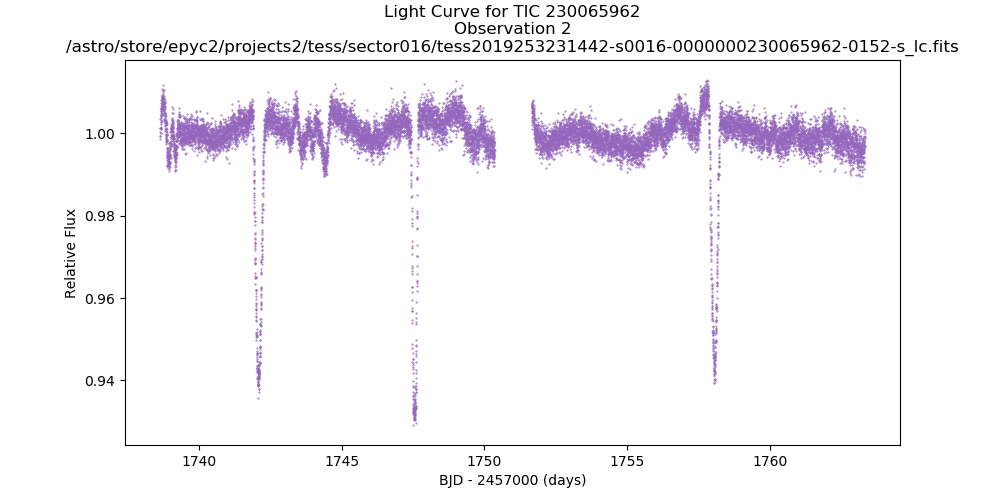 Light Curve for TIC 230065962
Observation 2
/astro/store/epyc2/projects2/tess/sector016/tess2019253231442-s0016-0000000230065962-0152-s_lc.fits
1.00
0.98
0.96
0.94
Relative Flux
1740
1745
1750
1755
1760
BJD - 2457000 (days)